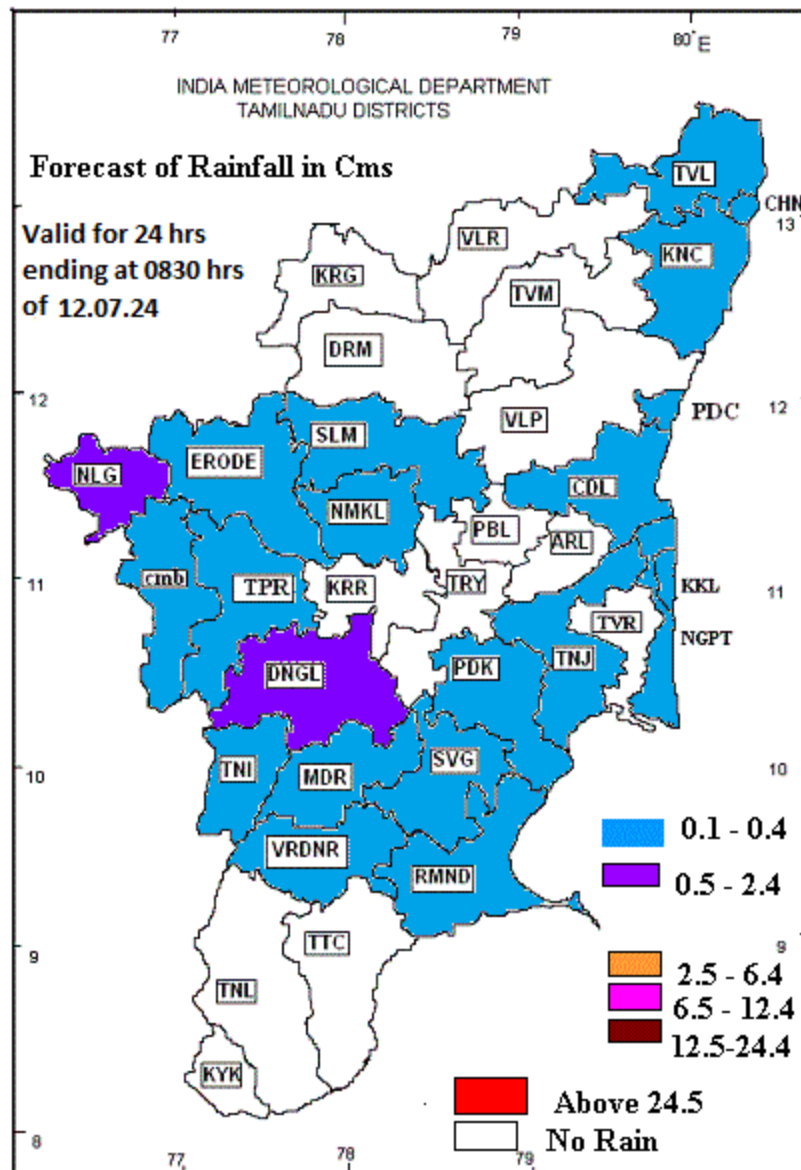 77 78 79 80° E
INDIA METEOROLOGICAL DEPARTMENT
TAMILNADU DISTRICTS
Forecast of Rainfall in Cms
Valid for 24 hrs
ending at 0830 hrs
of 12.07.24
TVL
CHN
13
VLR
KNC
KRG
TVM
DRM
12
12
PDC
VLP
SLM
ERODE
NLG
CDL
NMKL
PBL
ARL
11
cmb
TPR
KRR
TRY
KKL
11
TVR
NGPT
DNGL
PDK
TNJ
10
TNI
MDR
SVG
10
VRDNR
RMND
0.1 - 0.4
0.5 - 2.4
9
TTC
9
TNL
2.5 - 6.4
6.5 - 12.4
12.5-24.4
KYK
Above 24.5
No Rain
8
77 78 79